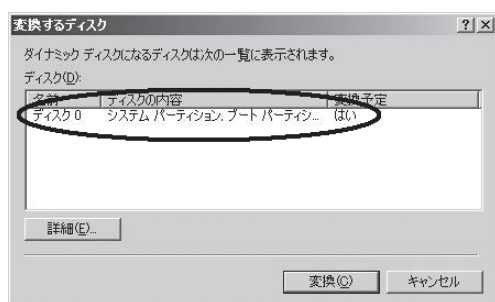 変換するディスク
ダイナミック ディスクになるディスクは次の一覧に表示されます。
ディスク(D):
名前 ディスクの内容 変換予定
ディスク 0 システム パーティション, ブート パーティシ... はい
詳細(E)...
変換(C) キャンセル